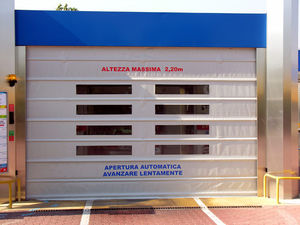 ALTEZZA MASSIMA 2,20m
APERTURA AUTOMATICA
AVANZARE LENTAMENTE